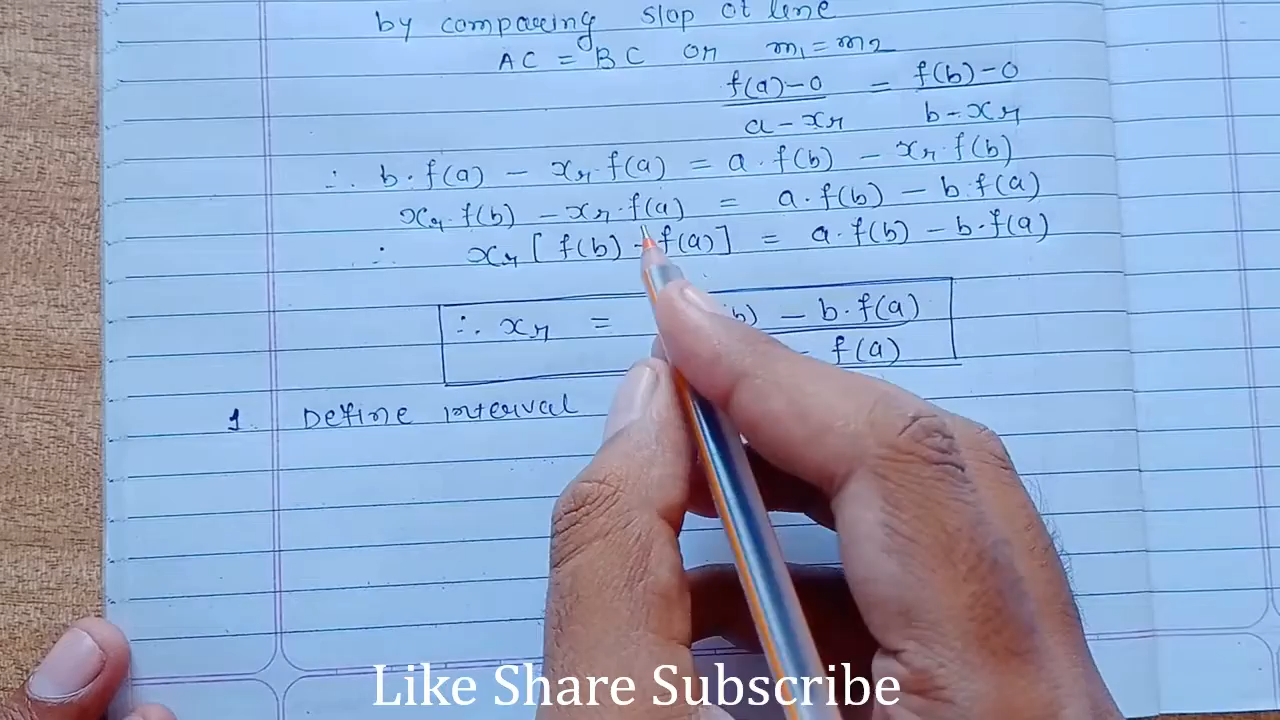 by comparing slop of line
AC = BC or m₁ = m₂
f(a)-0 / a - xᵣ = f(b)-0 / b - xᵣ
∴ b·f(a) - xᵣ·f(a) = a·f(b) - xᵣ·f(b)
xᵣ·f(b) - xᵣ·f(a) = a·f(b) - b·f(a)
∴ xᵣ [f(b) - f(a)] = a·f(b) - b·f(a)
∴ xᵣ = b) - b·f(a)
- f(a)
1. Define interval
Like Share Subscribe